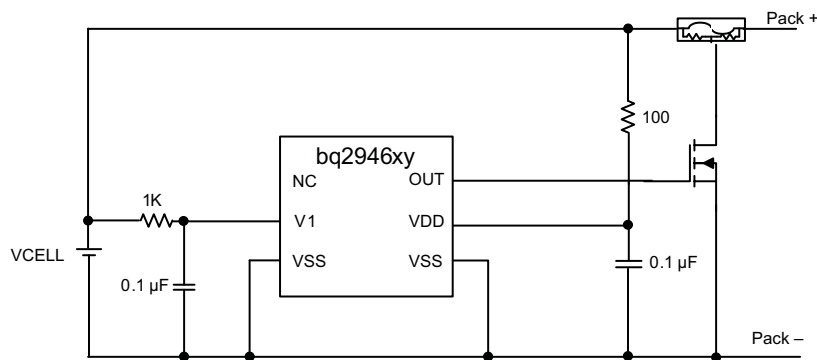 Pack +
100
bq2946xy
NC
OUT
1K
V1
VDD
VCELL
VSS
VSS
0.1 µF
0.1 µF
Pack –